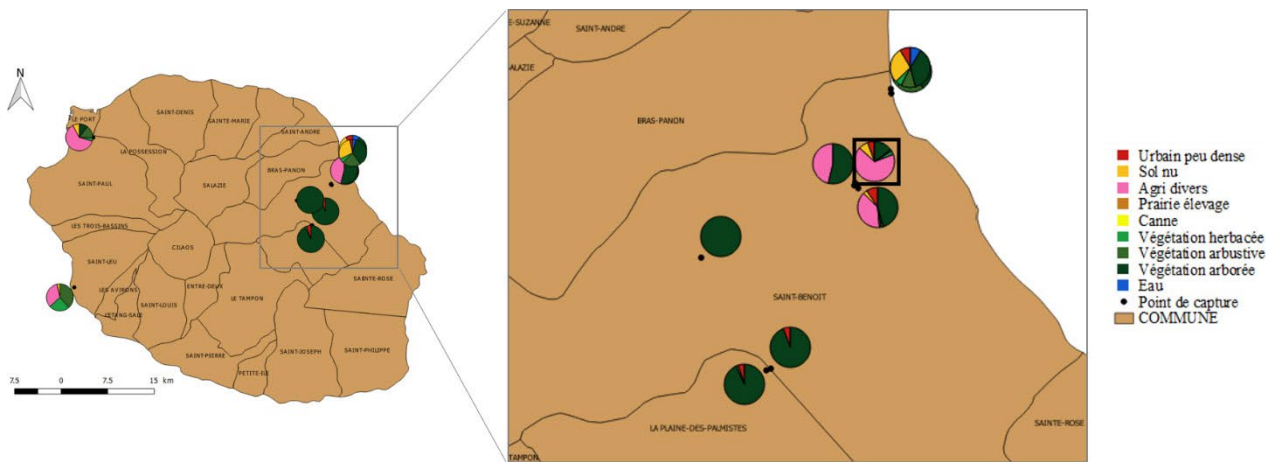 N
SAINT-DENIS
SAINTE-MARIE
LE PORT
SAINT-ANDRE
LA POSSESSION
BRAS-PANON
SALAZIE
SAINT-PAUL
LES TROIS-BASSINS
CILAOS
SAINT-LEU
SAINTE-ROSE
LES AVIRONS
ENTRE-DEUX
SAINT-LOUIS
LE TAMPON
L'ETANG-SALE
SAINT-PIERRE
SAINT-JOSEPH
SAINT-PHILIPPE
PETITE-ILE
7.5 0 7.5 15 km
E-SUZANNE
SAINT-ANDRE
ALAZIE
BRAS-PANON
SAINT-BENOIT
LA PLAINE-DES-PALMISTES
SAINTE-ROSE
TAMPON
Urbain peu dense
Sol nu
Agri divers
Prairie élevage
Canne
Végétation herbacée
Végétation arbustive
Végétation arborée
Eau
Point de capture
COMMUNE